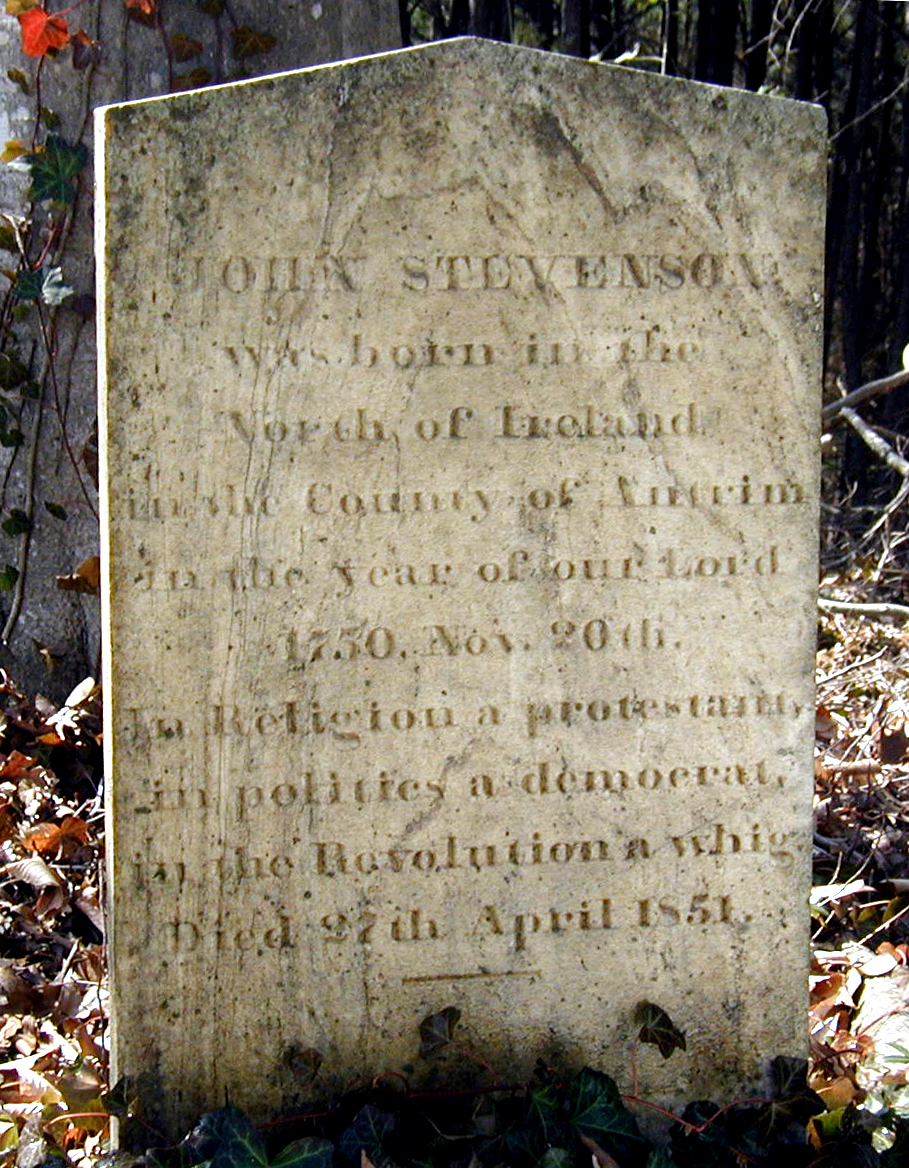 JOHN STEVENSON
was born in the
North of Ireland
in the County of Antrim
in the year of our Lord
1750, Nov. 20th.
In Religion a protestant,
in politics a democrat,
in the Revolution a whig.
Died 27th April 1851.